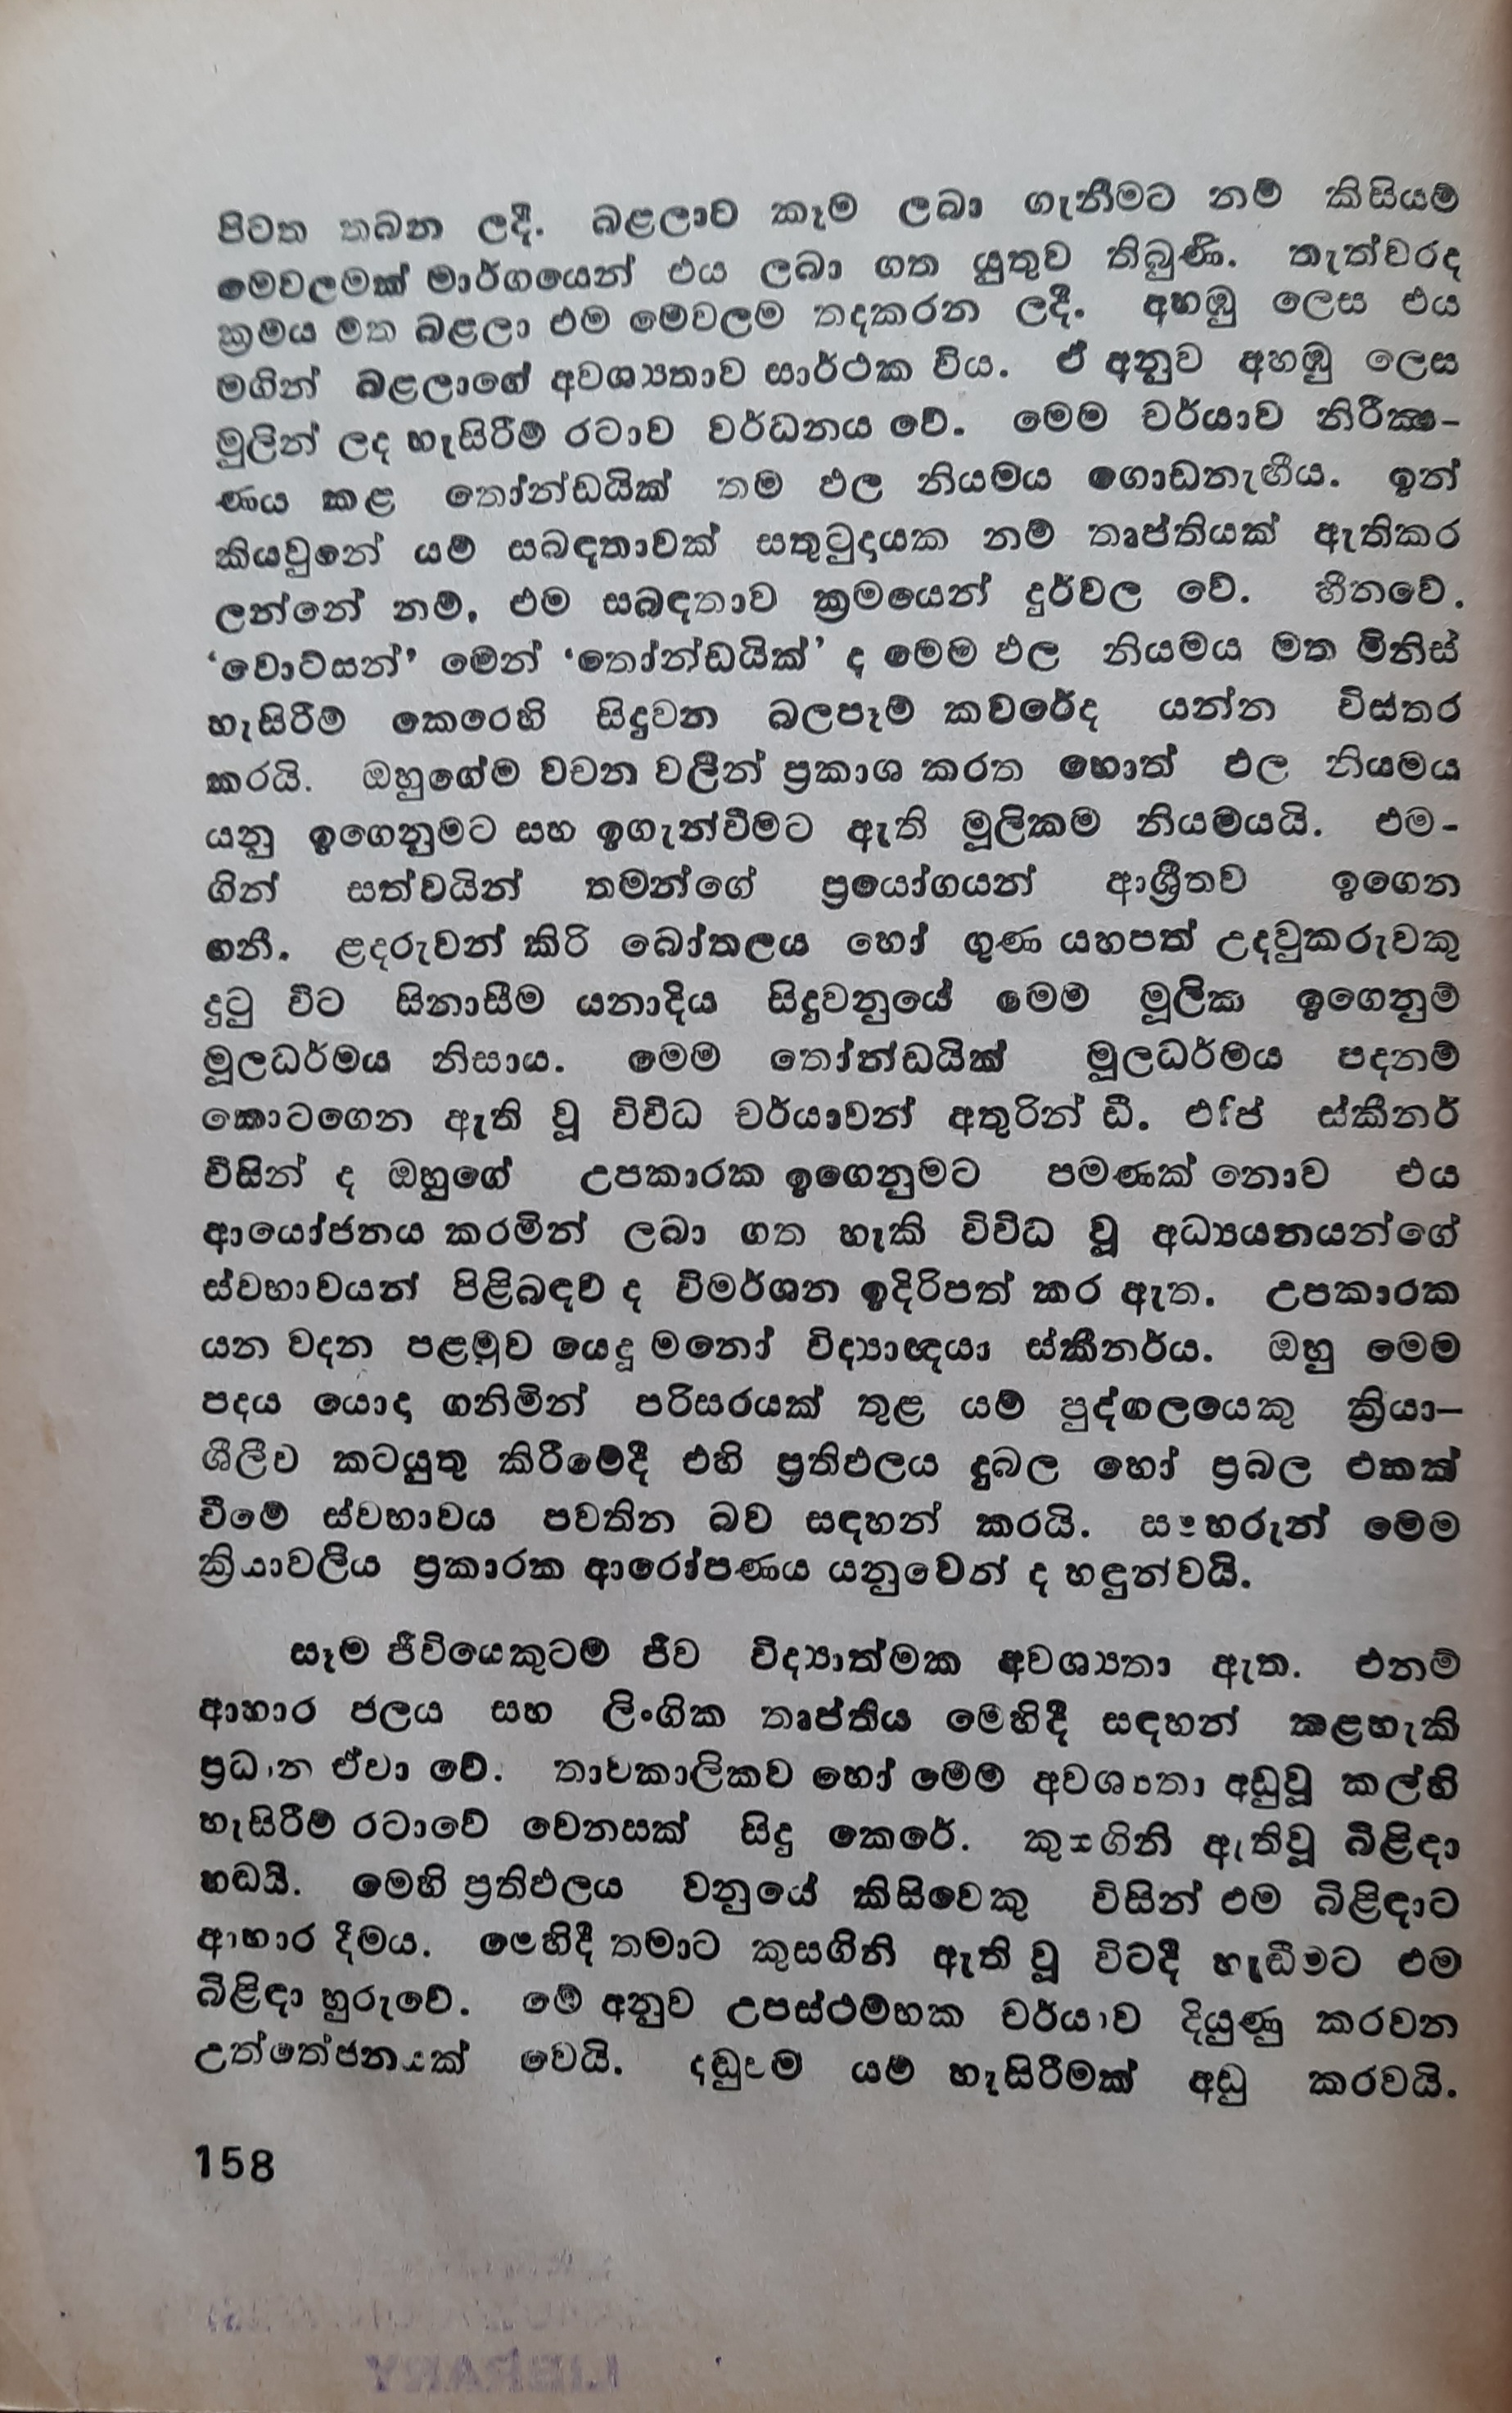 පිටත තබන ලදී. බළලාව කෑම ලබා ගැනීමට නම් කිසියම්
මෙවලමක් මාර්ගයෙන් එය ලබා ගත යුතුව තිබුණි. තැත්වරද
ක්‍රමය මත බළලා එම මෙවලම තදකරන ලදී. අහඹු ලෙස එය
මගින් බළලාගේ අවශ්‍යතාව සාර්ථක විය. ඒ අනුව අහඹු ලෙස
මුලින් ලද හැසිරීම් රටාව වර්ධනය වේ. මෙම චර්යාව නිරීක්ෂ-
ණය කළ තෝන්ඩයික් තම ඵල නියමය ගොඩනැඟීය. ඉන්
කියවුනේ යම් සබඳතාවක් සතුටුදායක නම් තෘප්තියක් ඇතිකර
ලන්නේ නම්, එම සබඳතාව ක්‍රමයෙන් දුර්වල වේ. හීනවේ.
‘වොට්සන්’ මෙන් ‘තෝන්ඩයික්’ ද මෙම ඵල නියමය මත මිනිස්
හැසිරීම් කෙරෙහි සිදුවන බලපෑම් කවරේද යන්න විස්තර
කරයි. ඔහුගේම වචන වලින් ප්‍රකාශ කරත හොත් ඵල නියමය
යනු ඉගෙනුමට සහ ඉගැන්වීමට ඇති මූලිකම නියමයයි. එම-
ගින් සත්වයින් තමන්ගේ ප්‍රයෝගයන් ආශ්‍රිතව ඉගෙන
ගනී. ළදරුවන් කිරි බෝතලය හෝ ගුණ යහපත් උදවුකරුවකු
දුටු විට සිනාසීම යනාදිය සිදුවනුයේ මෙම මූලික ඉගෙනුම්
මූලධර්මය නිසාය. මෙම තෝන්ඩයික් මූලධර්මය පදනම්
කොටගෙන ඇති වූ විවිධ චර්යාවන් අතුරින් ඩී. එෆ් ස්කීනර්
විසින් ද ඔහුගේ උපකාරක ඉගෙනුමට පමණක් නොව එය
ආයෝජනය කරමින් ලබා ගත හැකි විවිධ වූ අධ්‍යයනයන්ගේ
ස්වභාවයන් පිළිබඳව ද විමර්ශන ඉදිරිපත් කර ඇත. උපකාරක
යන වදන පළමුව යෙදූ මනෝ විද්‍යාඥයා ස්කීනර්ය. ඔහු මෙම
පදය යොදා ගනිමින් පරිසරයක් තුළ යම් පුද්ගලයෙකු ක්‍රියා-
ශීලීව කටයුතු කිරීමේදී එහි ප්‍රතිඵලය දුබල හෝ ප්‍රබල එකක්
වීමේ ස්වභාවය පවතින බව සඳහන් කරයි. සමහරුන් මෙම
ක්‍රියාවලිය ප්‍රකාරක ආරෝපණය යනුවෙන් ද හඳුන්වයි.
සෑම ජීවියෙකුටම ජීව විද්‍යාත්මක අවශ්‍යතා ඇත. එනම්
ආහාර ජලය සහ ලිංගික තෘප්තිය මෙහිදී සඳහන් කළහැකි
ප්‍රධාන ඒවා වේ. තාවකාලිකව හෝ මෙම අවශ්‍යතා අඩුවූ කල්හි
හැසිරීම් රටාවේ වෙනසක් සිදු කෙරේ. කුසගිනි ඇතිවූ බිළිඳා
හඬයි. මෙහි ප්‍රතිඵලය වනුයේ කිසිවෙකු විසින් එම බිළිඳාට
ආහාර දීමය. මෙහිදී තමාට කුසගිනි ඇති වූ විටදී හැඬීමට එම
බිළිඳා හුරුවේ. මේ අනුව උපස්ථම්භක චර්යාව දියුණු කරවන
උත්තේජනයක් වෙයි. දඬුවම යම් හැසිරීමක් අඩු කරවයි.
158
LIBRARY